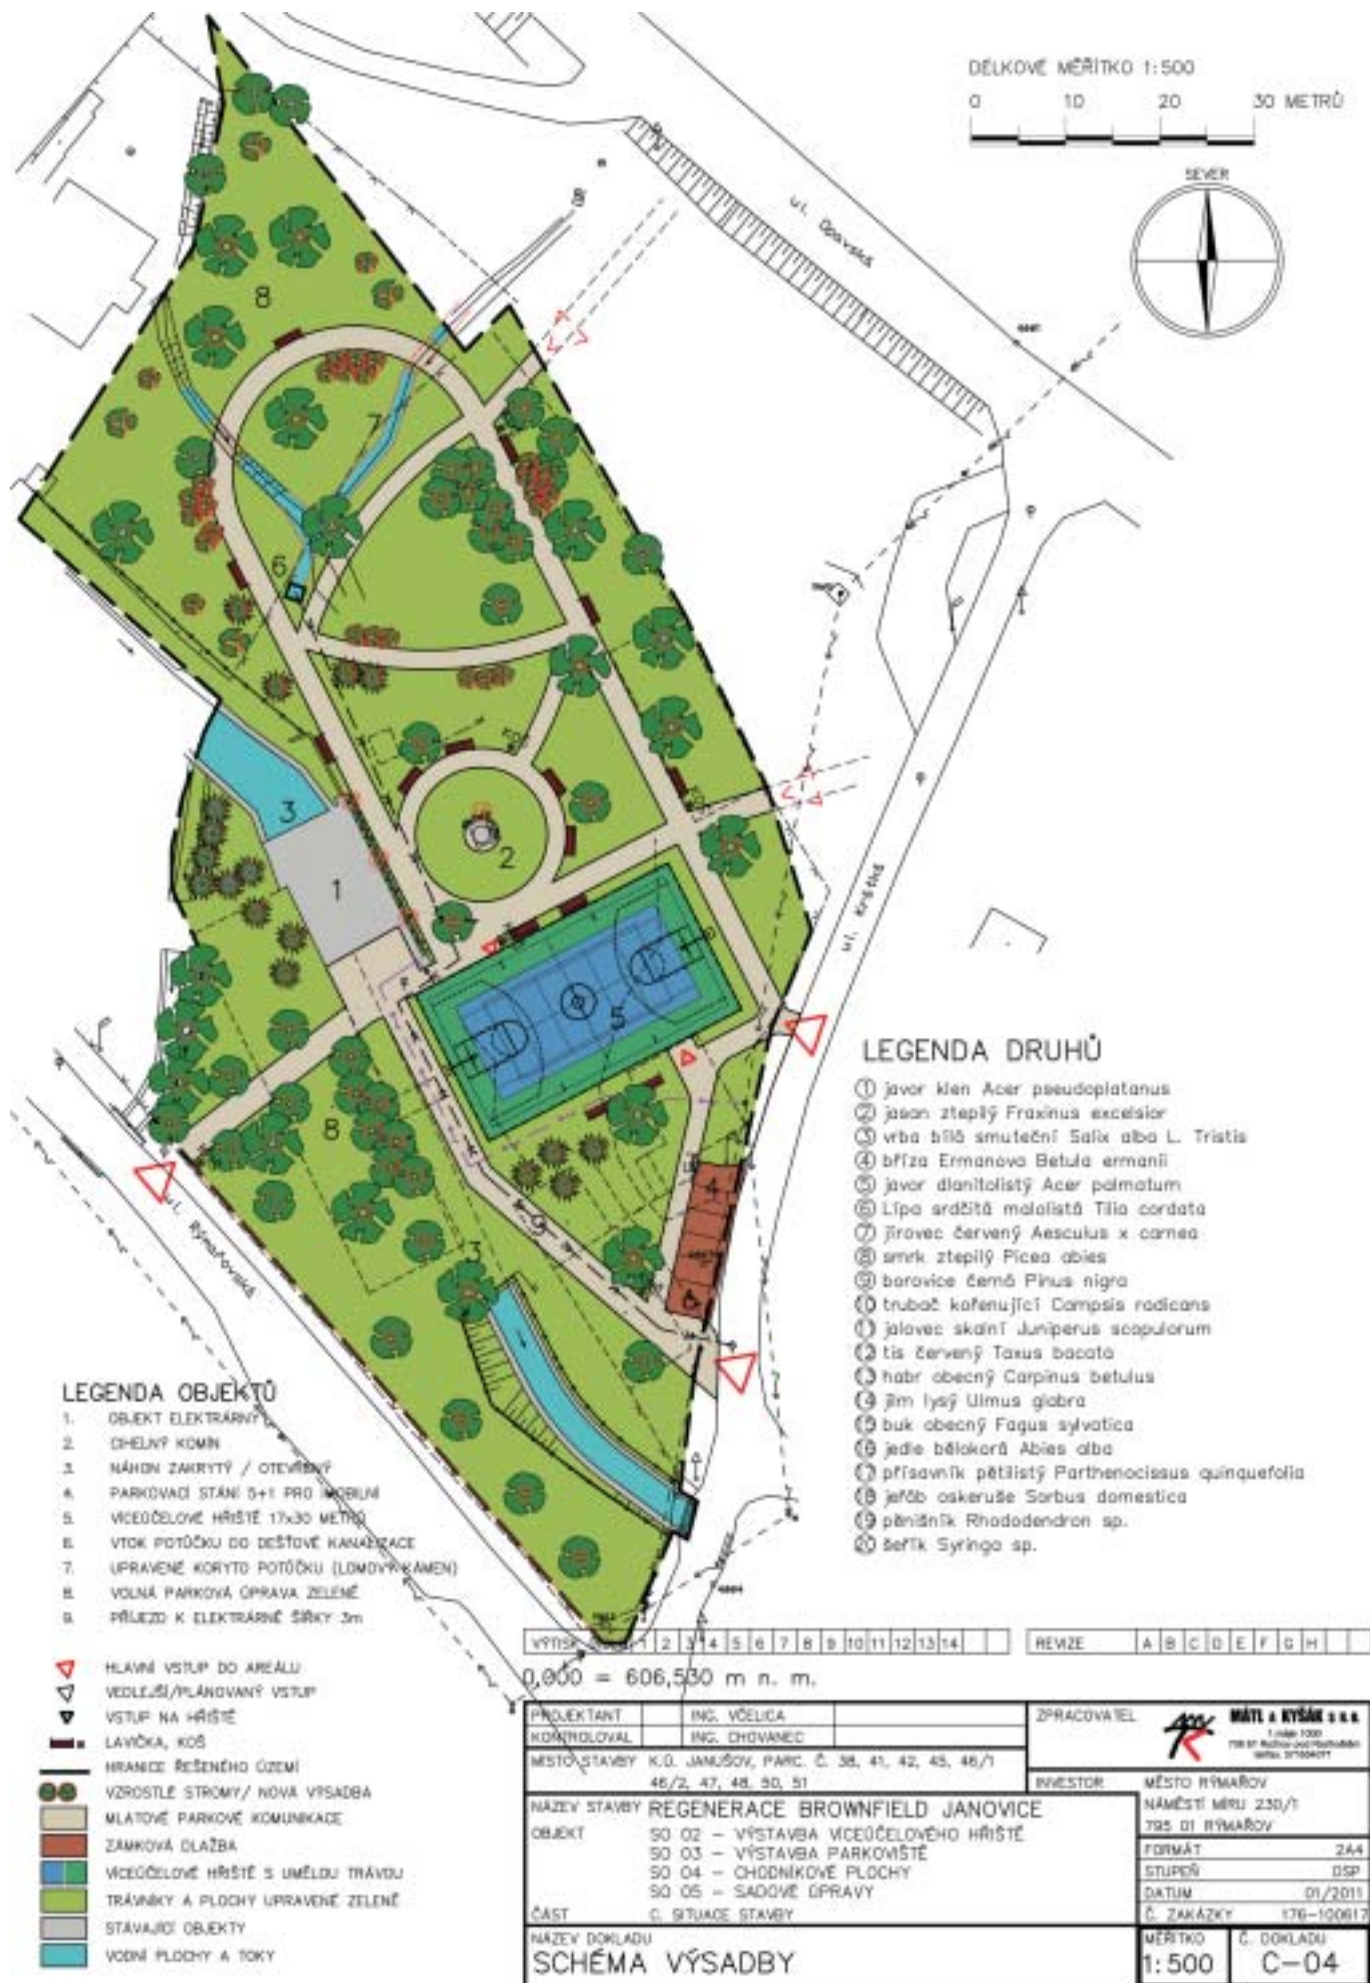 DÉLKOVÉ MĚŘÍTKO 1:500
0 10 20 30 METRŮ
SEVER
ul. Opavská
8
7
6
3
2
1
ul. Krátká
5
8
4
3
6
ul. Rýmařovská
LEGENDA DRUHŮ
① javor klen Acer pseudoplatanus
② jasan ztepilý Fraxinus excelsior
③ vrba bílá smuteční Salix alba L. Tristis
④ bříza Ermanova Betula ermanii
⑤ javor dlanitolistý Acer palmatum
⑥ Lípa srdčitá malolistá Tilia cordata
⑦ jírovec červený Aesculus x carnea
⑧ smrk ztepilý Picea abies
⑨ borovice černá Pinus nigra
⑩ trubač kořenující Campsis radicans
⑪ jalovec skalní Juniperus scopulorum
⑫ tis červený Taxus bacata
⑬ habr obecný Carpinus betulus
⑭ jilm lysý Ulmus glabra
⑮ buk obecný Fagus sylvatica
⑯ jedle bělokorá Abies alba
⑰ přísavník pětilistý Parthenocissus quinquefolia
⑱ jeřáb oskeruše Sorbus domestica
⑲ pěnišník Rhododendron sp.
⑳ šeřík Syringa sp.
LEGENDA OBJEKTŮ
1. OBJEKT ELEKTRÁRNY
2. CIHELNÝ KOMÍN
3. NÁHON ZAKRYTÝ / OTEVŘENÝ
4. PARKOVACÍ STÁNÍ 5+1 PRO IMOBILNÍ
5. VÍCEÚČELOVÉ HŘIŠTĚ 17x30 METRŮ
6. VTOK POTŮČKU DO DEŠŤOVÉ KANALIZACE
7. UPRAVENÉ KORYTO POTŮČKU (LOMOVÝ KÁMEN)
8. VOLNÁ PARKOVÁ ÚPRAVA ZELENĚ
9. PŘÍJEZD K ELEKTRÁRNĚ ŠÍŘKY 3m
HLAVNÍ VSTUP DO AREÁLU
VEDLEJŠÍ/PLÁNOVANÝ VSTUP
VSTUP NA HŘIŠTĚ
LAVIČKA, KOŠ
HRANICE ŘEŠENÉHO ÚZEMÍ
VZROSTLÉ STROMY/ NOVÁ VÝSADBA
MLATOVÉ PARKOVÉ KOMUNIKACE
ZÁMKOVÁ DLAŽBA
VÍCEÚČELOVÉ HŘIŠTĚ S UMĚLOU TRÁVOU
TRÁVNÍKY A PLOCHY UPRAVENÉ ZELENĚ
STÁVAJÍCÍ OBJEKTY
VODNÍ PLOCHY A TOKY
VÝTISK 1 2 3 4 5 6 7 8 9 10 11 12 13 14
REVIZE A B C D E F G H
0,000 = 606,530 m n. m.
PROJEKTANT ING. VČELICA
KONTROLOVAL ING. CHOVANEC
MÍSTO STAVBY K.Ú. JANUŠOV, PARC. Č. 38, 41, 42, 45, 46/1
46/2, 47, 48, 50, 51
ZPRACOVATEL
MÁTL & KYŠÁK s.r.o.
INVESTOR MĚSTO RÝMAŘOV
NÁMĚSTÍ MÍRU 230/1
795 01 RÝMAŘOV
NÁZEV STAVBY REGENERACE BROWNFIELD JANOVICE
OBJEKT SO 02 – VÝSTAVBA VÍCEÚČELOVÉHO HŘIŠTĚ
SO 03 – VÝSTAVBA PARKOVIŠTĚ
SO 04 – CHODNÍKOVÉ PLOCHY
SO 05 – SADOVÉ ÚPRAVY
ČÁST C. SITUACE STAVBY
FORMÁT 2A4
STUPEŇ DSP
DATUM 01/2011
Č. ZAKÁZKY 176-100617
NÁZEV DOKLADU
SCHÉMA VÝSADBY
MĚŘÍTKO
1:500
Č. DOKLADU
C-04